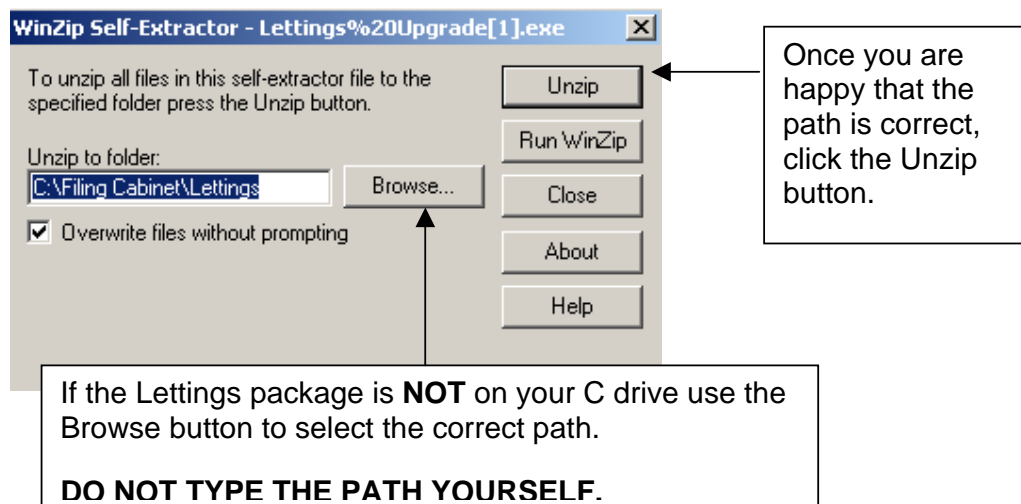 WinZip Self-Extractor - Lettings%20Upgrade[1].exe
To unzip all files in this self-extractor file to the
specified folder press the Unzip button.
Unzip to folder:
C:\Filing Cabinet\Lettings
Browse...
Overwrite files without prompting
Unzip
Run WinZip
Close
About
Help
Once you are
happy that the
path is correct,
click the Unzip
button.
If the Lettings package is NOT on your C drive use the
Browse button to select the correct path.
DO NOT TYPE THE PATH YOURSELF.